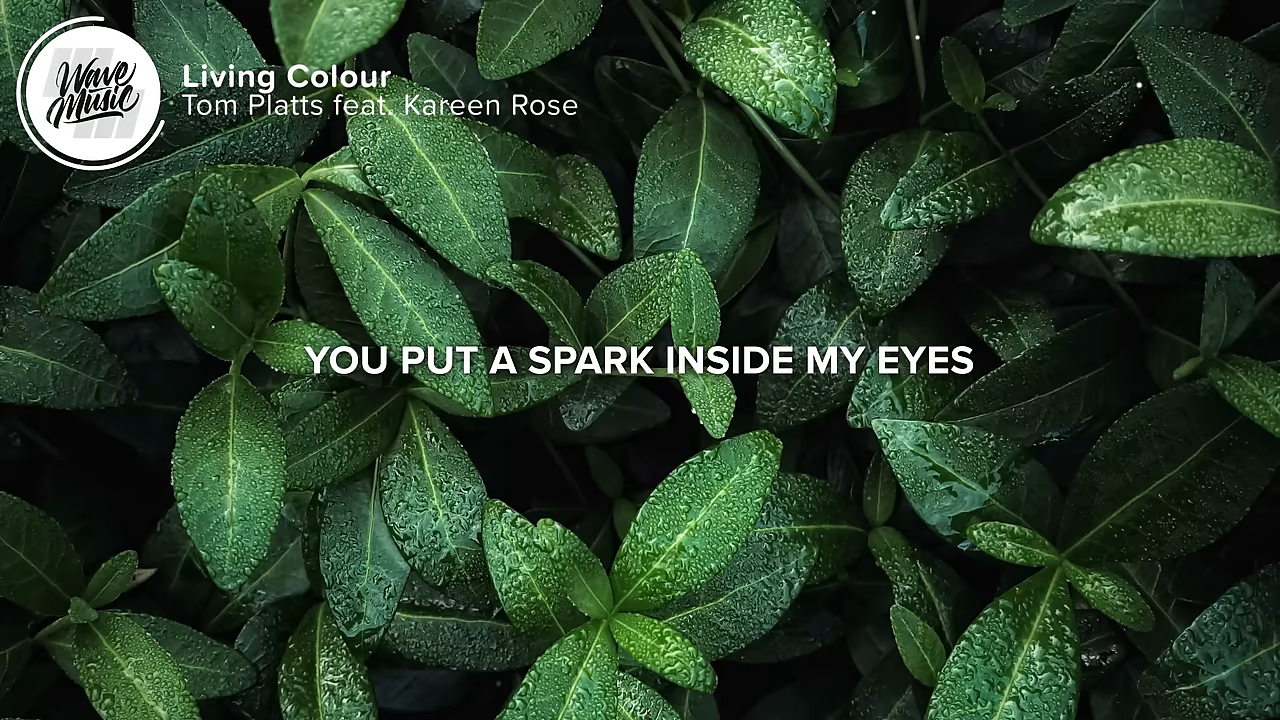 Wave
Music
Living Colour
Tom Platts feat. Kareen Rose
YOU PUT A SPARK INSIDE MY EYES